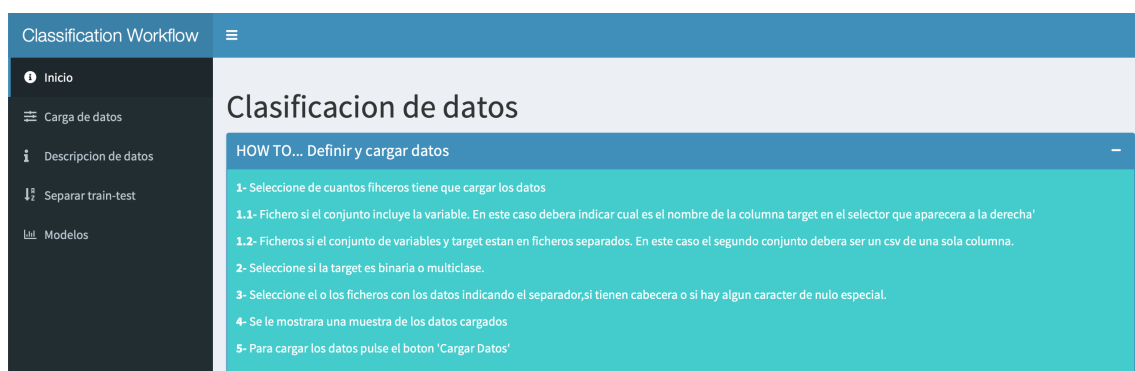 Classification Workflow
Inicio
Carga de datos
Descripcion de datos
Separar train-test
Modelos
Clasificacion de datos
HOW TO... Definir y cargar datos
1- Seleccione de cuantos fihceros tiene que cargar los datos
1.1- Fichero si el conjunto incluye la variable. En este caso debera indicar cual es el nombre de la columna target en el selector que aparecera a la derecha'
1.2- Ficheros si el conjunto de variables y target estan en ficheros separados. En este caso el segundo conjunto debera ser un csv de una sola columna.
2- Seleccione si la target es binaria o multiclase.
3- Seleccione el o los ficheros con los datos indicando el separador,si tienen cabecera o si hay algun caracter de nulo especial.
4- Se le mostrara una muestra de los datos cargados
5- Para cargar los datos pulse el boton 'Cargar Datos'